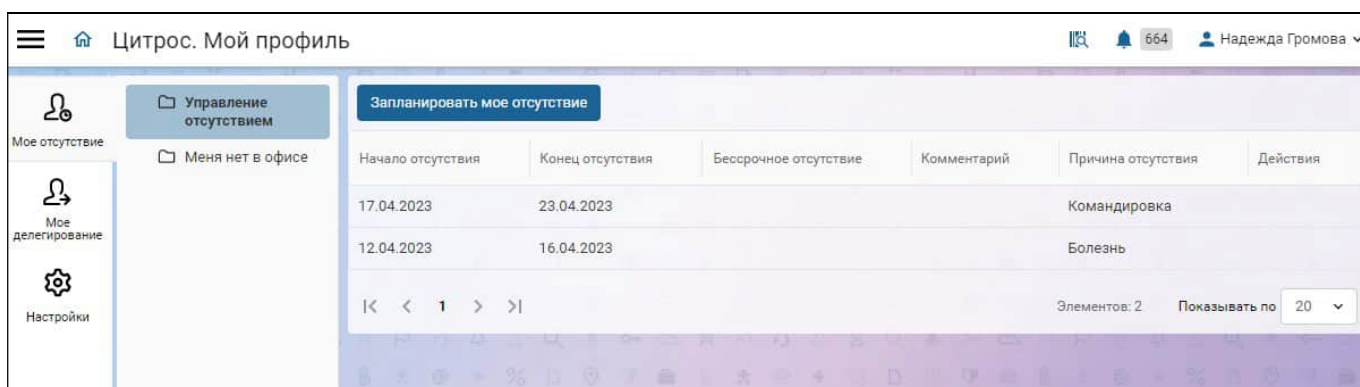 Цитрос. Мой профиль
664
Надежда Громова
Мое отсутствие
Мое
делегирование
Настройки
Управление
отсутствием
Меня нет в офисе
Запланировать мое отсутствие
Начало отсутствия Конец отсутствия Бессрочное отсутствие Комментарий Причина отсутствия Действия
17.04.2023 23.04.2023 Командировка
12.04.2023 16.04.2023 Болезнь
1 Элементов: 2 Показывать по 20